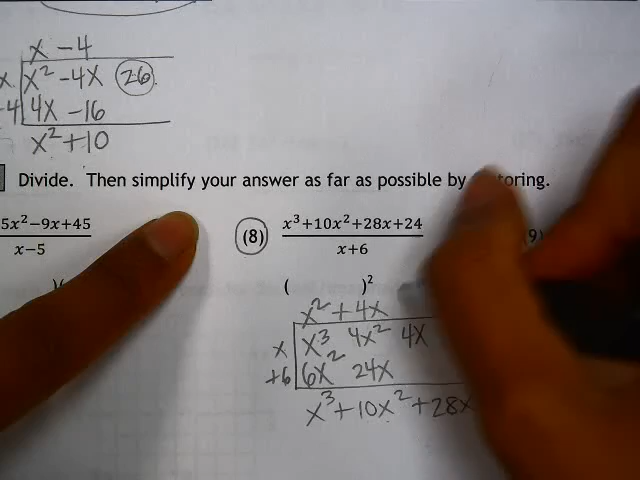 x - 4
x x² -4x 26
4 4x -16
x² +10
Divide. Then simplify your answer as far as possible by
5x²−9x+45
x−5
(8) x³+10x²+28x+24
x+6
(9)
)(
( )²
x² + 4x
x x³ 4x² 4x
+6 6x² 24x
x³+10x²+28x